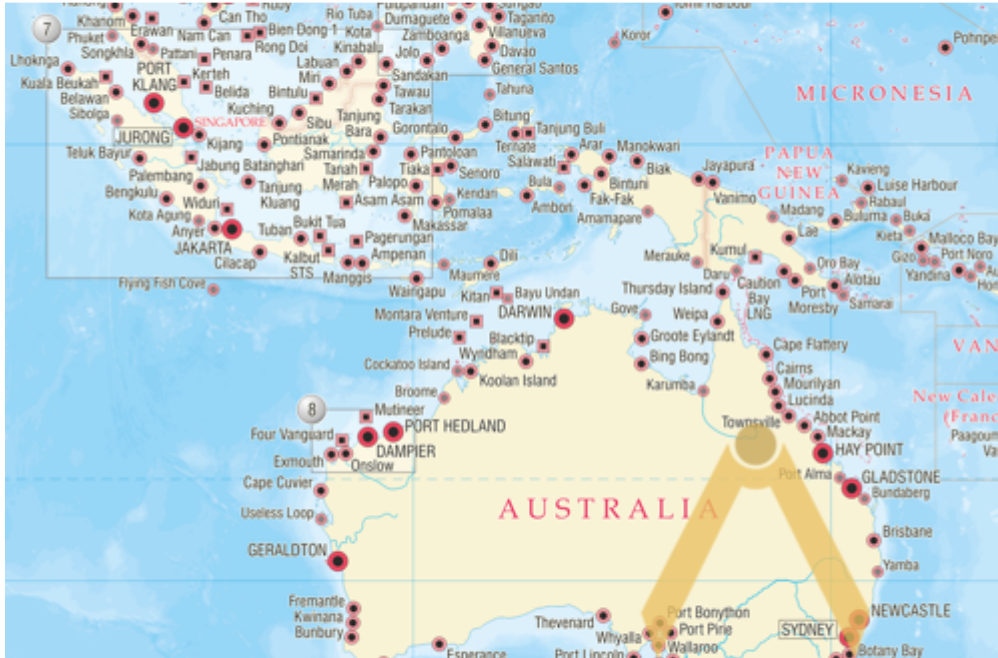 Ruby
Rio Tuba
Pulupandan
Khanom
Erawan
Can Tho
Dumaguete
Taganito
Phuket
Nam Can
Bien Dong 1
Kota
Kinabalu
Zamboanga
Villanueva
7
Songkhla
Pattani
Penara
Rong Doi
Jolo
Davao
Koror
Lhoknga
PORT
KLANG
Kerteh
Labuan
General Santos
Kuala Beukah
Belida
Miri
Sandakan
Belawan
Bintulu
Tawau
Tahuna
MICRONESIA
Sibolga
SINGAPORE
Kuching
Tarakan
JURONG
Sibu
Tanjung
Bara
Gorontalo
Bitung
Tanjung Buli
Kijang
Pontianak
Ternate
Teluk Bayur
Jabung Batanghari
Samarinda
Pantoloan
Salawati
Arar
Manokwari
PAPUA
NEW
GUINEA
Palembang
Tanah
Merah
Tiaka
Senoro
Biak
Jayapura
Kavieng
Bengkulu
Tanjung
Kluang
Palopo
Kendari
Bula
Bintuni
Vanimo
Luise Harbour
Widuri
Asam Asam
Pomalaa
Ambon
Fak-Fak
Rabaul
Kota Agung
Bukit Tua
Makassar
Amamapare
Madang
Buluma
Buka
Anyer
Tuban
Pagerungan
Lae
Kieta
Malloco Bay
JAKARTA
Kalbut
STS
Ampenan
Dili
Merauke
Kumul
Gizo
Port Noro
Cilacap
Manggis
Maumere
Daru
Oro Bay
Yandina
Flying Fish Cove
Waingapu
Kitan
Bayu Undan
Thursday Island
Caution
Bay
LNG
Port
Moresby
Alotau
Samarai
Montara Venture
DARWIN
Gove
Weipa
Prelude
Blacktip
Groote Eylandt
Cape Flattery
VAN
Wyndham
Bing Bong
Cockatoo Island
Koolan Island
Karumba
Cairns
Mourilyan
Broome
Lucinda
New Cale
8
Mutineer
Abbot Point
(Franc
PORT HEDLAND
Townsville
Mackay
Four Vanguard
DAMPIER
HAY POINT
Exmouth
Onslow
Port Alma
GLADSTONE
Cape Cuvier
Bundaberg
Useless Loop
AUSTRALIA
Brisbane
GERALDTON
Yamba
Fremantle
Port Bonython
NEWCASTLE
Kwinana
Thevenard
Port Pirie
SYDNEY
Bunbury
Whyalla
Wallaroo
Esperance
Port Lincoln
Botany Bay